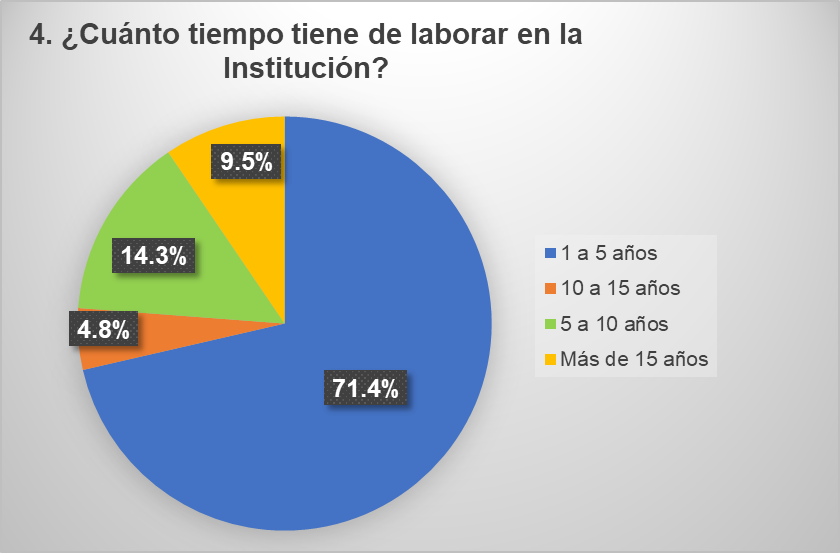 4. ¿Cuánto tiempo tiene de laborar en la
Institución?
9.5%
14.3%
4.8%
71.4%
1 a 5 años
10 a 15 años
5 a 10 años
Más de 15 años